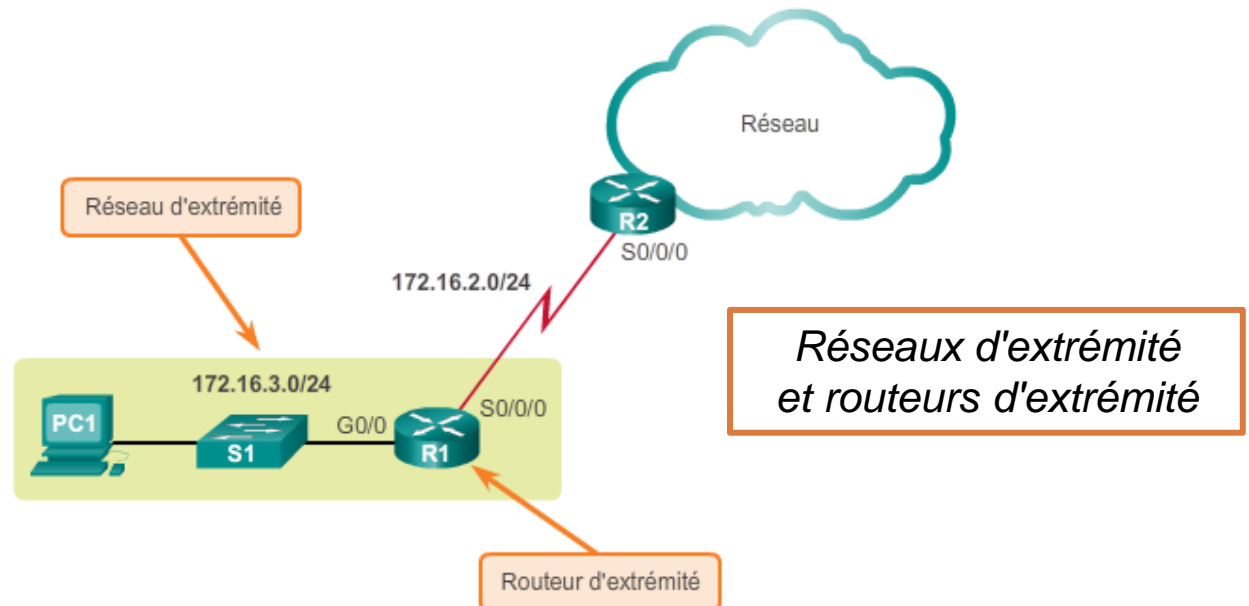 Réseau
Réseau d'extrémité
R2
S0/0/0
172.16.2.0/24
Réseaux d'extrémité
et routeurs d'extrémité
172.16.3.0/24
PC1
S1
G0/0
S0/0/0
R1
Routeur d'extrémité